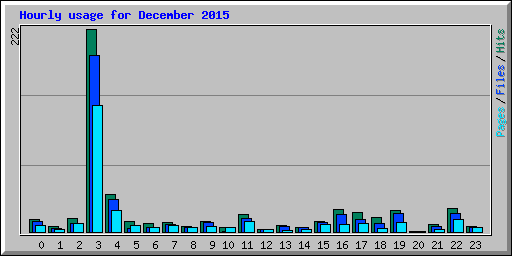 Hourly usage for December 2015
222
Pages/Files/Hits
0 1 2 3 4 5 6 7 8 9 10 11 12 13 14 15 16 17 18 19 20 21 22 23